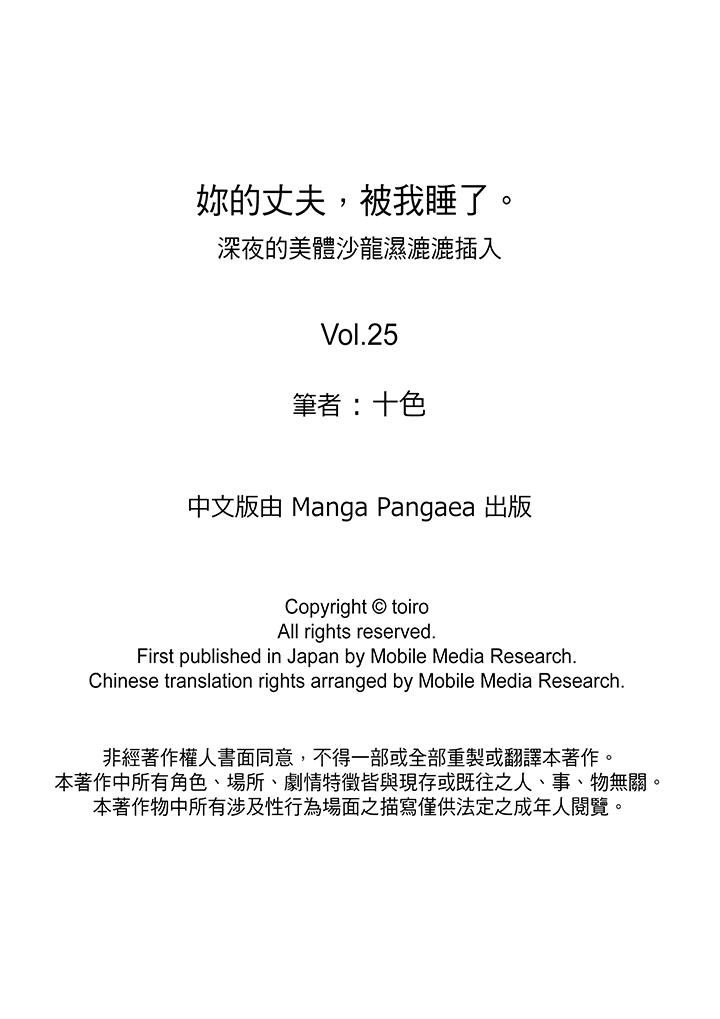 妳的丈夫，被我睡了。
深夜的美體沙龍濕漉漉插入
Vol.25
筆者：十色
中文版由 Manga Pangaea 出版
Copyright © toiro
All rights reserved.
First published in Japan by Mobile Media Research.
Chinese translation rights arranged by Mobile Media Research.
非經著作權人書面同意，不得一部或全部重製或翻譯本著作。
本著作中所有角色、場所、劇情特徵皆與現存或既往之人、事、物無關。
本著作物中所有涉及性行為場面之描寫僅供法定之成年人閱覽。